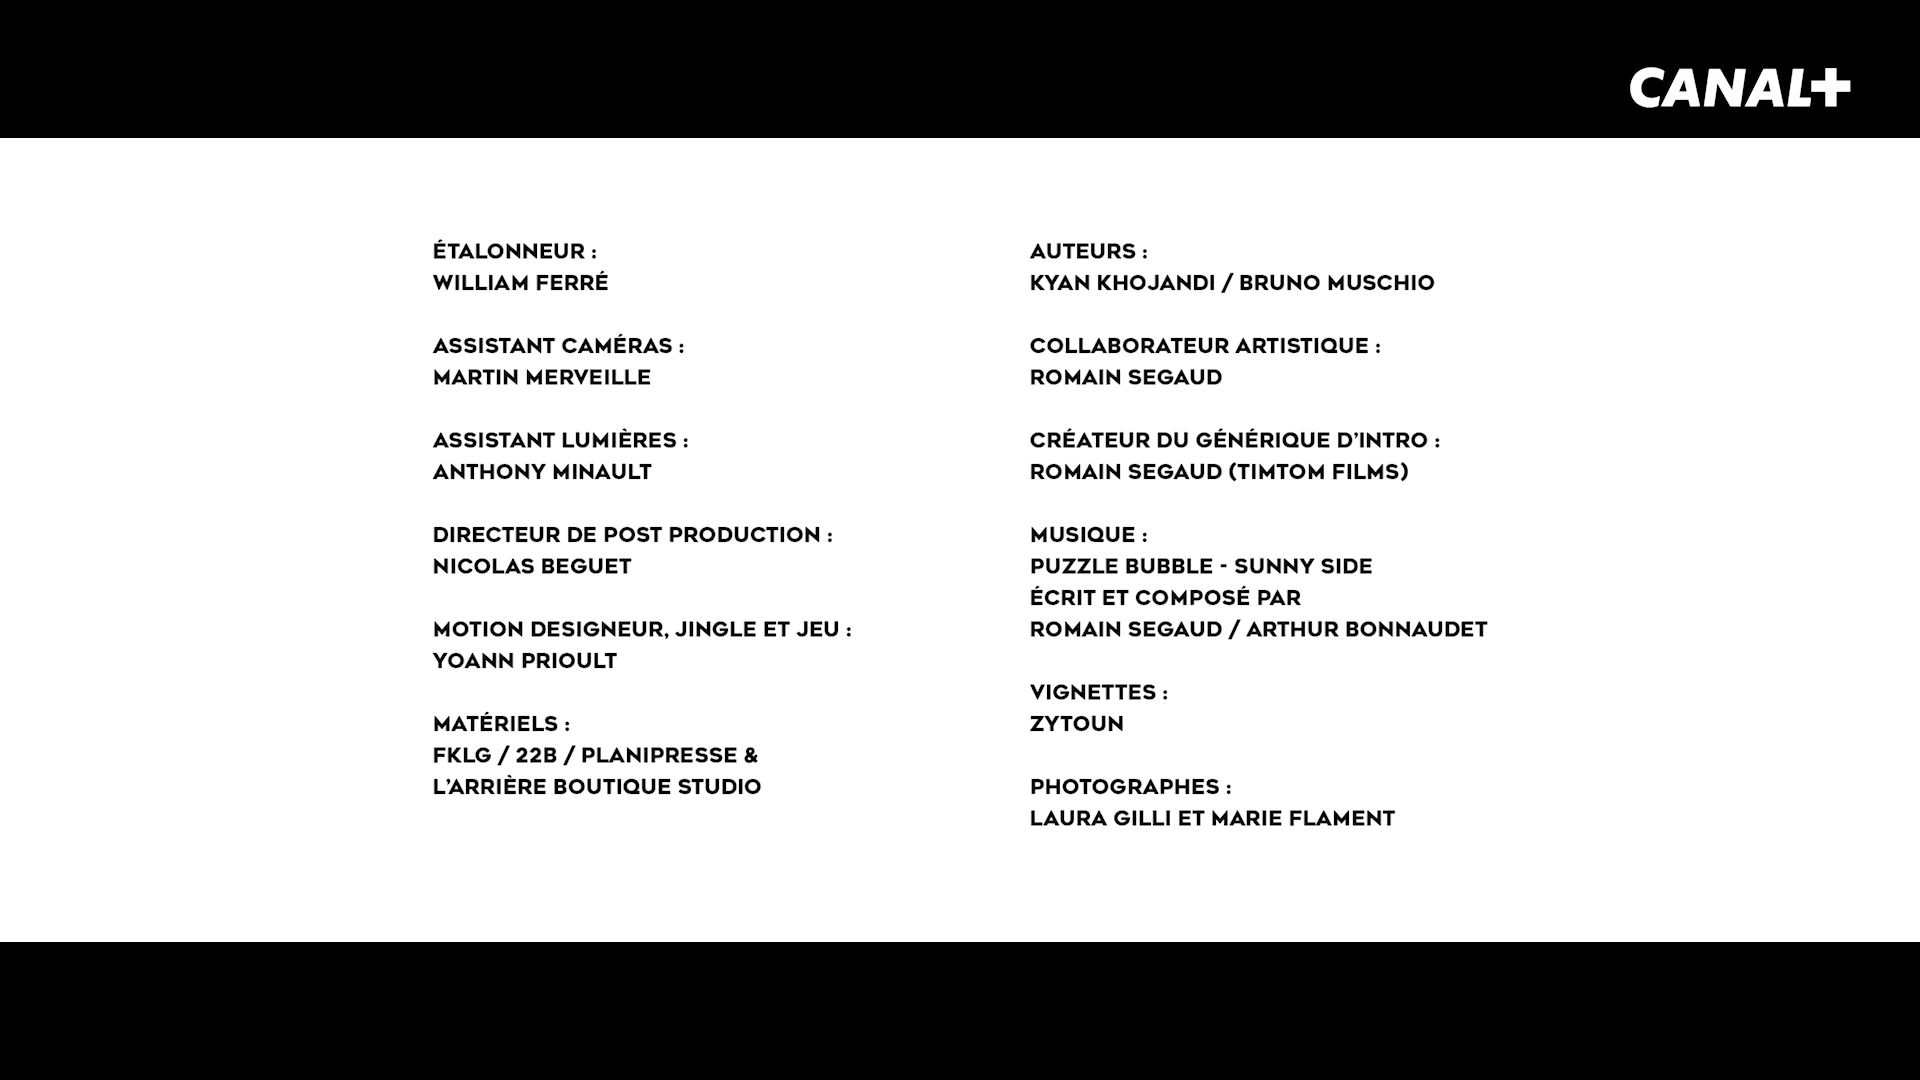 CANAL+
ÉTALONNEUR :
WILLIAM FERRÉ
ASSISTANT CAMÉRAS :
MARTIN MERVEILLE
ASSISTANT LUMIÈRES :
ANTHONY MINAULT
DIRECTEUR DE POST PRODUCTION :
NICOLAS BEGUET
MOTION DESIGNEUR, JINGLE ET JEU :
YOANN PRIOULT
MATÉRIELS :
FKLG / 22B / PLANIPRESSE &
L’ARRIÈRE BOUTIQUE STUDIO
AUTEURS :
KYAN KHOJANDI / BRUNO MUSCHIO
COLLABORATEUR ARTISTIQUE :
ROMAIN SEGAUD
CRÉATEUR DU GÉNÉRIQUE D’INTRO :
ROMAIN SEGAUD (TIMTOM FILMS)
MUSIQUE :
PUZZLE BUBBLE - SUNNY SIDE
ÉCRIT ET COMPOSÉ PAR
ROMAIN SEGAUD / ARTHUR BONNAUDET
VIGNETTES :
ZYTOUN
PHOTOGRAPHES :
LAURA GILLI ET MARIE FLAMENT